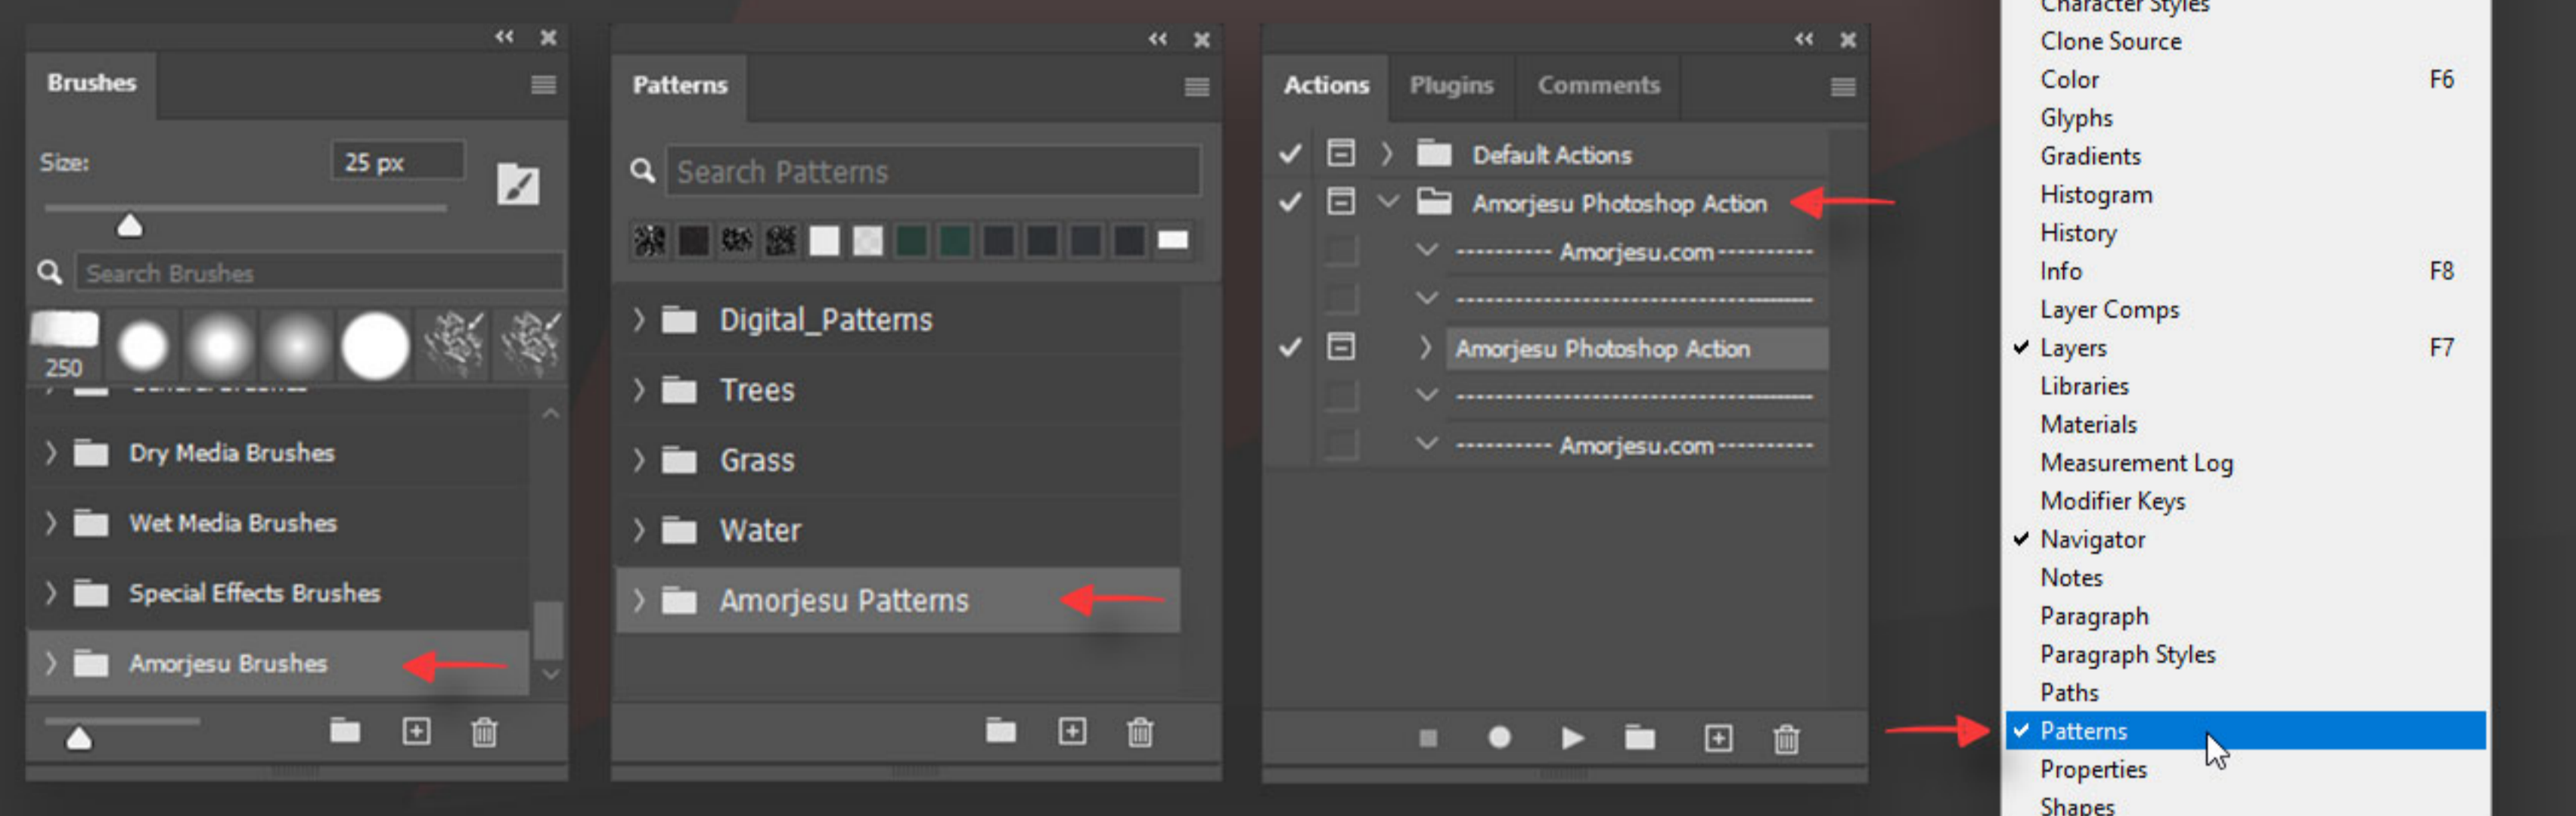 Brushes
Size:
25 px
Search Brushes
250
General Brushes
Dry Media Brushes
Wet Media Brushes
Special Effects Brushes
Amorjesu Brushes
Patterns
Search Patterns
Digital_Patterns
Trees
Grass
Water
Amorjesu Patterns
Actions Plugins Comments
Default Actions
Amorjesu Photoshop Action
---------- Amorjesu.com ----------
----------------------------------
Amorjesu Photoshop Action
----------------------------------
---------- Amorjesu.com ----------
Character Styles
Clone Source
Color F6
Glyphs
Gradients
Histogram
History
Info F8
Layer Comps
Layers F7
Libraries
Materials
Measurement Log
Modifier Keys
Navigator
Notes
Paragraph
Paragraph Styles
Paths
Patterns
Properties
Shapes